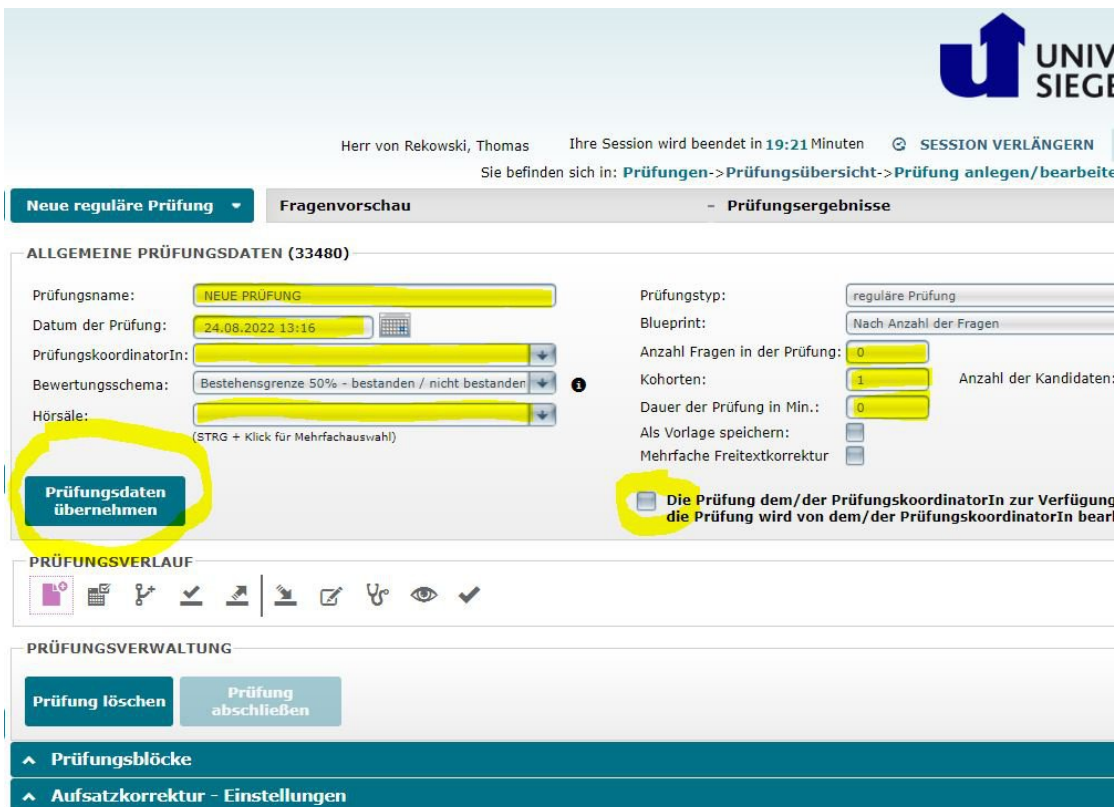 UNIV
SIEGE
Herr von Rekowski, Thomas Ihre Session wird beendet in 19:21 Minuten SESSION VERLÄNGERN
Sie befinden sich in: Prüfungen->Prüfungsübersicht->Prüfung anlegen/bearbeite
Neue reguläre Prüfung Fragenvorschau - Prüfungsergebnisse
ALLGEMEINE PRÜFUNGSDATEN (33480)
Prüfungsname: NEUE PRÜFUNG Prüfungstyp: reguläre Prüfung
Datum der Prüfung: 24.08.2022 13:16 Blueprint: Nach Anzahl der Fragen
PrüfungskoordinatorIn: Anzahl Fragen in der Prüfung: 0
Bewertungsschema: Bestehensgrenze 50% - bestanden / nicht bestanden Kohorten: 1 Anzahl der Kandidaten:
Hörsäle: Dauer der Prüfung in Min.: 0
(STRG + Klick für Mehrfachauswahl) Als Vorlage speichern:
Mehrfache Freitextkorrektur
Prüfungsdaten übernehmen
Die Prüfung dem/der PrüfungskoordinatorIn zur Verfügung
die Prüfung wird von dem/der PrüfungskoordinatorIn bear
PRÜFUNGSVERLAUF
PRÜFUNGSVERWALTUNG
Prüfung löschen Prüfung abschließen
Prüfungsblöcke
Aufsatzkorrektur - Einstellungen